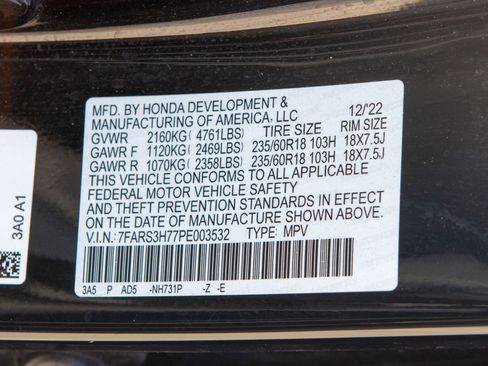 MFD. BY HONDA DEVELOPMENT &
MANUFACTURING OF AMERICA, LLC 12/22
GVWR 2160KG ( 4761LBS) TIRE SIZE RIM SIZE
GAWR F 1120KG ( 2469LBS) 235/60R18 103H 18X7.5J
GAWR R 1070KG ( 2358LBS) 235/60R18 103H 18X7.5J
THIS VEHICLE CONFORMS TO ALL APPLICABLE
FEDERAL MOTOR VEHICLE SAFETY
AND THEFT PREVENTION STANDARDS IN EFFECT
ON THE DATE OF MANUFACTURE SHOWN ABOVE.
V.I.N.: 7FARS3H77PE003532 TYPE: MPV
3A5 P AD5 -NH731P -Z -E
3A0 A1